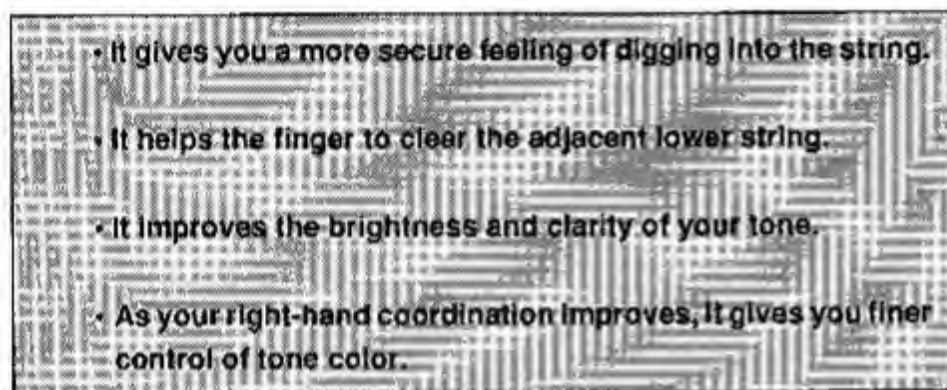 • It gives you a more secure feeling of digging into the string.
• It helps the finger to clear the adjacent lower string.
• It improves the brightness and clarity of your tone.
• As your right-hand coordination improves, it gives you finer
control of tone color.